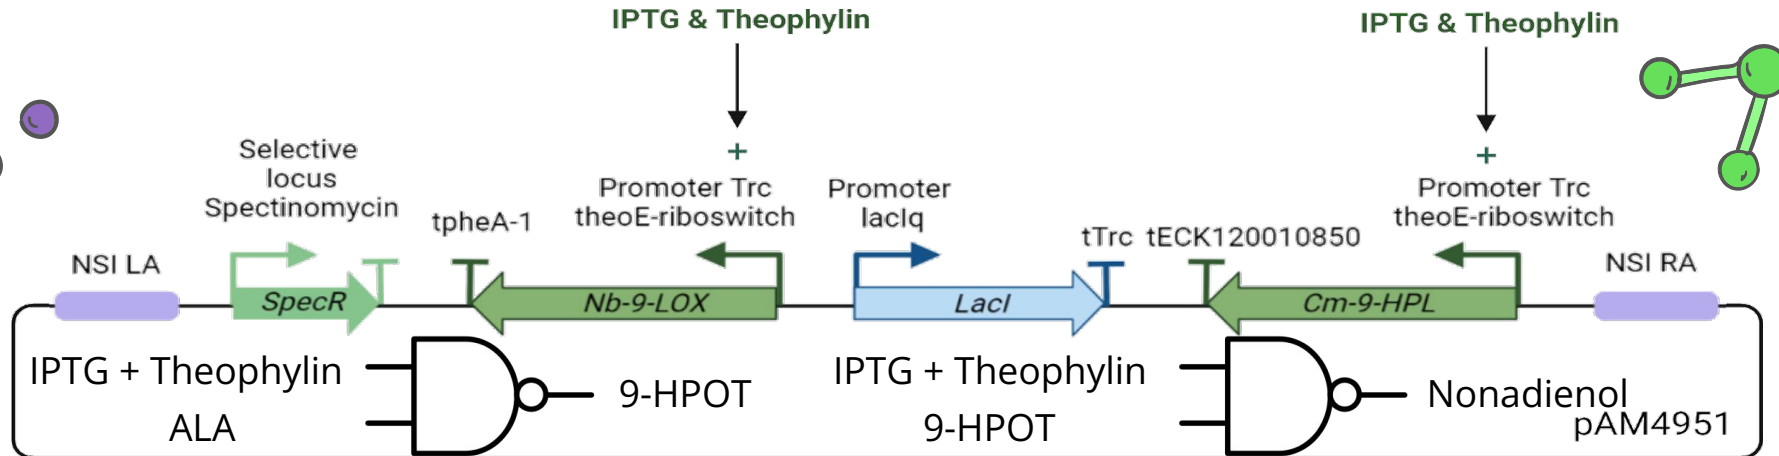 IPTG & Theophylin
IPTG & Theophylin
+
+
Selective
locus
Spectinomycin
tpheA-1
Promoter Trc
theoE-riboswitch
Promoter
lacIq
tTrc
tECK120010850
Promoter Trc
theoE-riboswitch
NSI LA
NSI RA
SpecR
Nb-9-LOX
LacI
Cm-9-HPL
IPTG + Theophylin
ALA
9-HPOT
IPTG + Theophylin
9-HPOT
Nonadienol
pAM4951